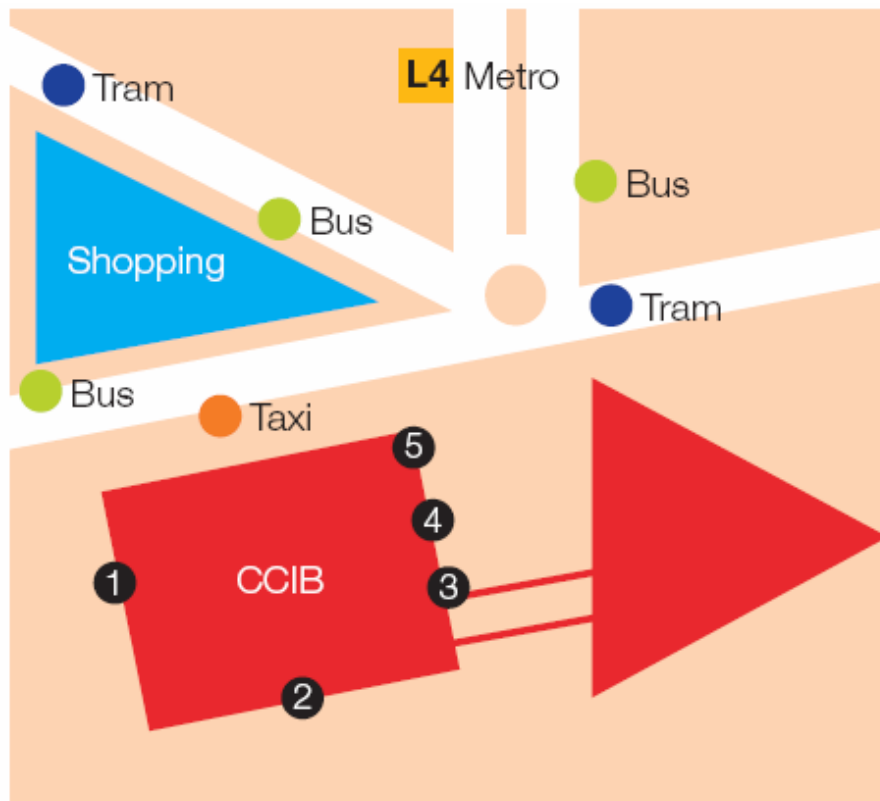 L4 Metro
Tram
Bus
Bus
Shopping
Tram
Bus
Taxi
5
4
1
CCIB
3
2